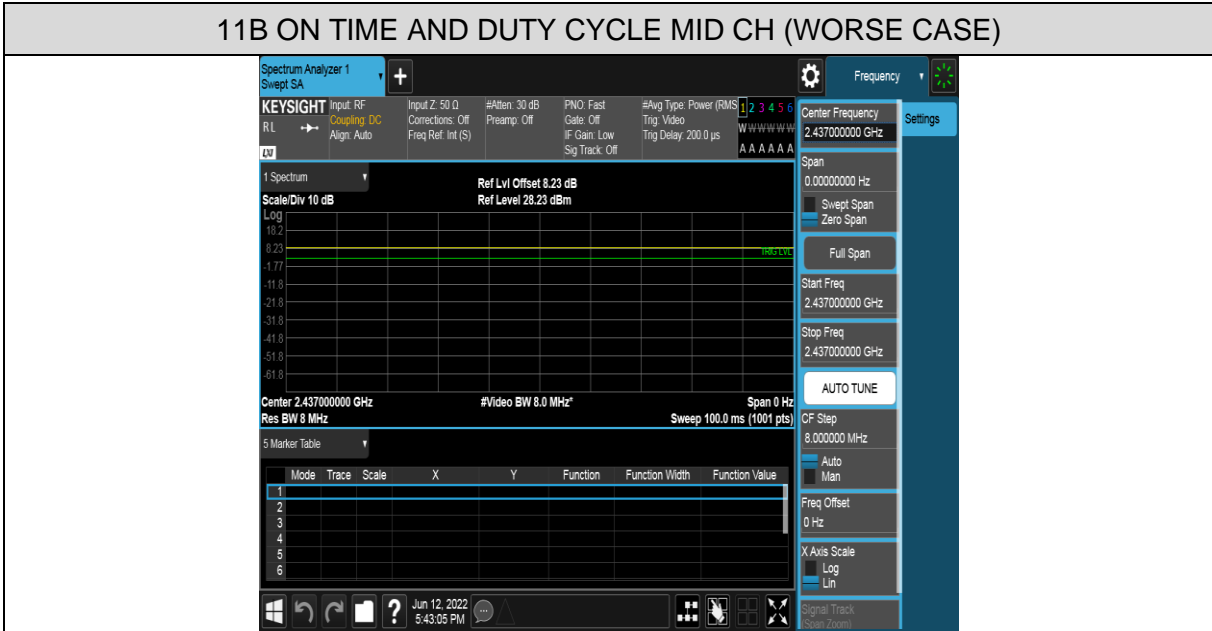 11B ON TIME AND DUTY CYCLE MID CH (WORSE CASE)
Spectrum Analyzer 1
Swept SA
+
Frequency
KEYSIGHT
RL
LXI
Input: RF
Coupling: DC
Align: Auto
Input Z: 50 Ω
Corrections: Off
Freq Ref: Int (S)
#Atten: 30 dB
Preamp: Off
PNO: Fast
Gate: Off
IF Gain: Low
Sig Track: Off
#Avg Type: Power (RMS
Trig: Video
Trig Delay: 200.0 µs
1 2 3 4 5 6
W W W W W W
A A A A A A
Center Frequency
2.437000000 GHz
Settings
Span
0.00000000 Hz
Swept Span
Zero Span
Full Span
Start Freq
2.437000000 GHz
Stop Freq
2.437000000 GHz
AUTO TUNE
CF Step
8.000000 MHz
Auto
Man
Freq Offset
0 Hz
X Axis Scale
Log
Lin
Signal Track
(Span Zoom)
1 Spectrum
Scale/Div 10 dB
Ref Lvl Offset 8.23 dB
Ref Level 28.23 dBm
Log
18.2
8.23
-1.77
-11.8
-21.8
-31.8
-41.8
-51.8
-61.8
TRIG LVL
Center 2.437000000 GHz
#Video BW 8.0 MHz*
Span 0 Hz
Res BW 8 MHz
Sweep 100.0 ms (1001 pts)
5 Marker Table
Mode Trace Scale X Y Function Function Width Function Value
1
2
3
4
5
6
?
Jun 12, 2022
5:43:05 PM